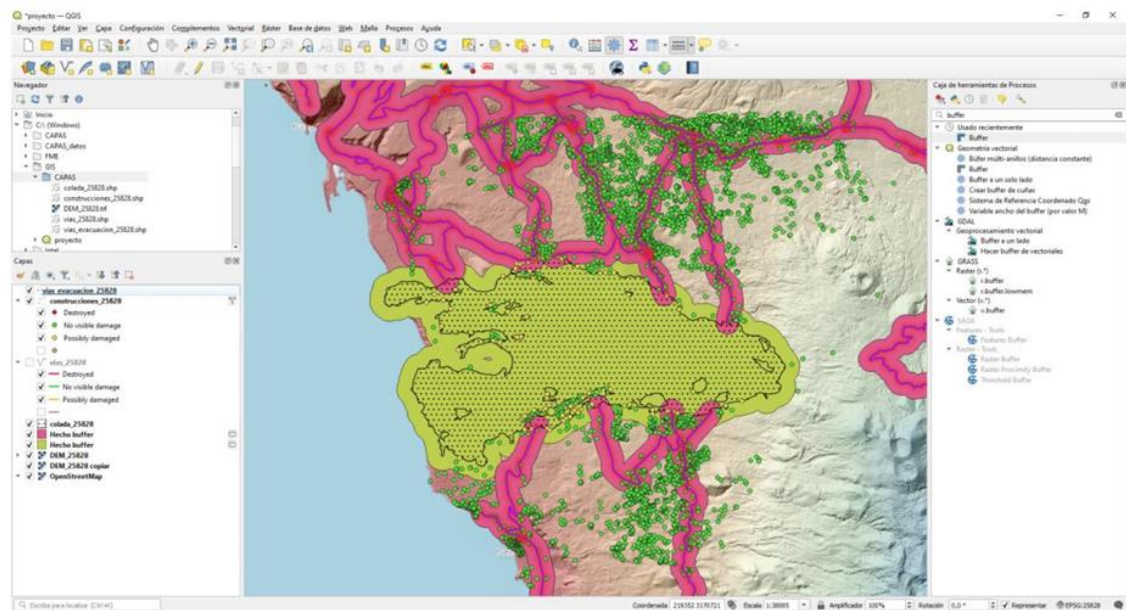 *proyecto — QGIS
Proyecto Editar Ver Capa Configuración Complementos Vectorial Ráster Base de datos Web Malla Procesos Ayuda
Navegador
Inicio
C:\ (Windows)
CAPAS
CAPAS_datos
FME
GIS
CAPAS
colada_25828.shp
construcciones_25828.shp
DEM_25828.tif
vias_25828.shp
vias_evacuacion_25828.shp
proyecto
Intel
Capas
vias_evacuacion_25828
construcciones_25828
Destroyed
No visible damage
Possibly damaged
vias_25828
Destroyed
No visible damage
Possibly damaged
colada_25828
Hecho buffer
Hecho buffer
DEM_25828
DEM_25828 copiar
OpenStreetMap
Caja de herramientas de Procesos
buffer
Usado recientemente
Buffer
Geometría vectorial
Búfer múlti-anillos (distancia constante)
Buffer
Buffer a un solo lado
Crear buffer de cuñas
Sistema de Referencia Coordenado Qgs
Variable ancho del buffer (por valor M)
GDAL
Geoprocesamiento vectorial
Buffer a un lado
Hacer buffer de vectoriales
GRASS
Raster (r.*)
r.buffer
r.buffer.lowmem
Vector (v.*)
v.buffer
SAGA
Features - Tools
Features Buffer
Raster - Tools
Raster Buffer
Raster Proximity Buffer
Threshold Buffer
Escriba para localizar (Ctrl+K)
Coordenada 219352 3170721 Escala 1:38085 Amplificador 100% Rotación 0,0 ° Representar EPSG:25828